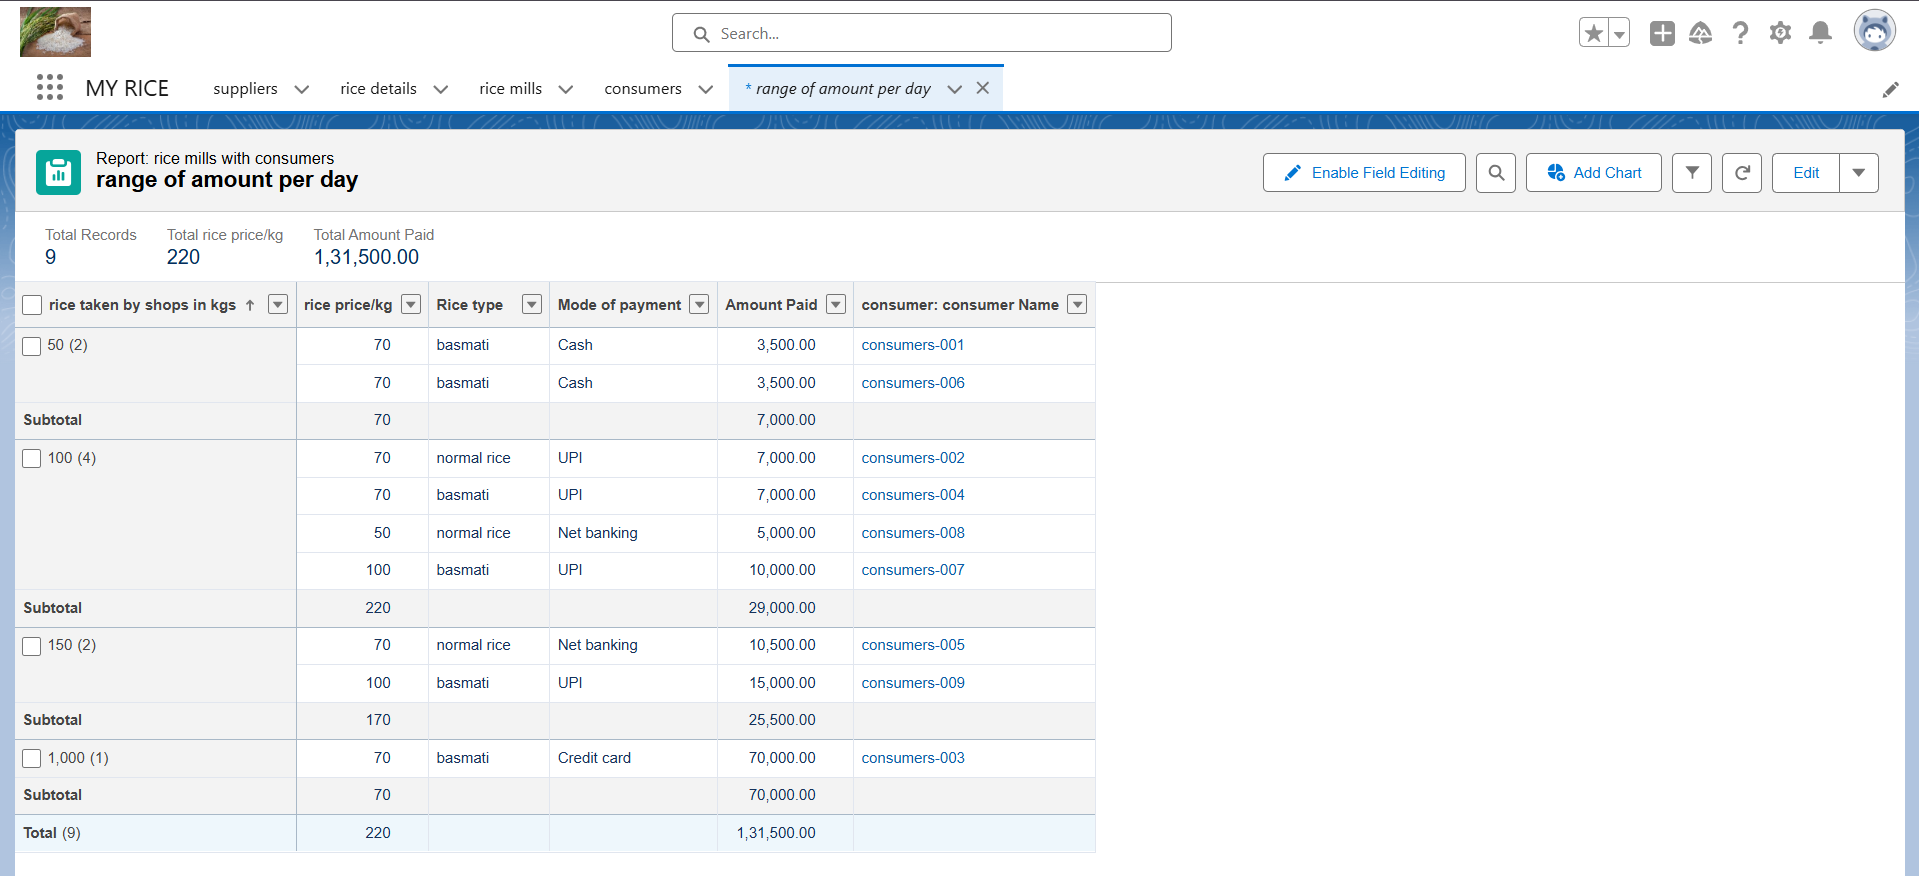 Search...
MY RICE suppliers rice details rice mills consumers * range of amount per day
Report: rice mills with consumers
range of amount per day
Enable Field Editing Add Chart Edit
Total Records Total rice price/kg Total Amount Paid
9 220 1,31,500.00
rice taken by shops in kgs ↑ rice price/kg Rice type Mode of payment Amount Paid consumer: consumer Name
50 (2) 70 basmati Cash 3,500.00 consumers-001
70 basmati Cash 3,500.00 consumers-006
Subtotal 70 7,000.00
100 (4) 70 normal rice UPI 7,000.00 consumers-002
70 basmati UPI 7,000.00 consumers-004
50 normal rice Net banking 5,000.00 consumers-008
100 basmati UPI 10,000.00 consumers-007
Subtotal 220 29,000.00
150 (2) 70 normal rice Net banking 10,500.00 consumers-005
100 basmati UPI 15,000.00 consumers-009
Subtotal 170 25,500.00
1,000 (1) 70 basmati Credit card 70,000.00 consumers-003
Subtotal 70 70,000.00
Total (9) 220 1,31,500.00